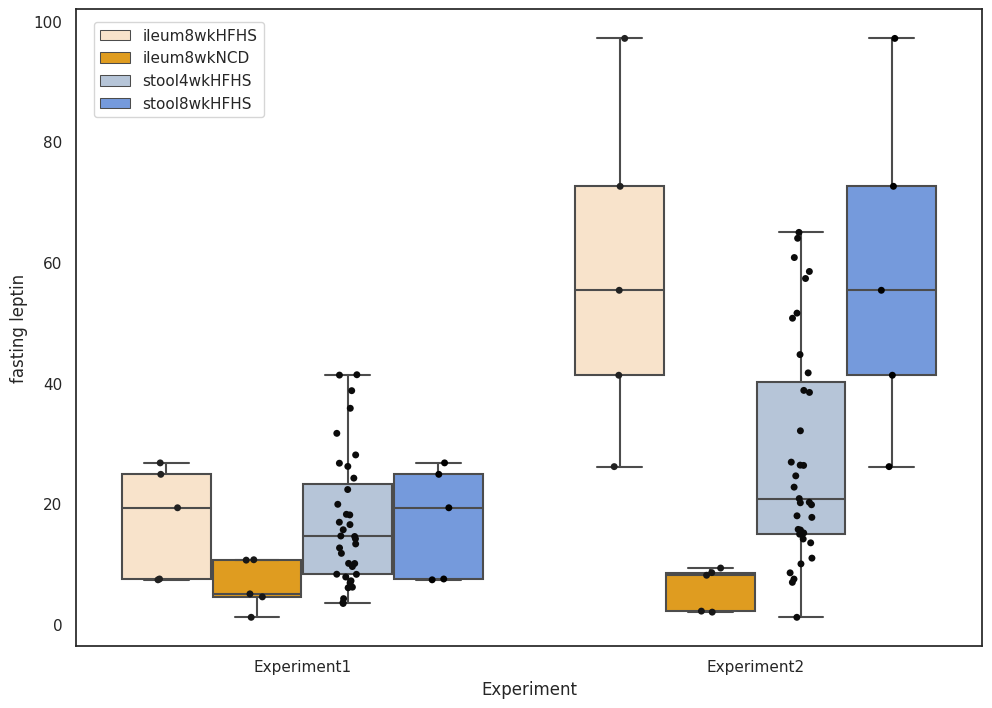 100
80
60
40
20
0
fasting leptin
ileum8wkHFHS
ileum8wkNCD
stool4wkHFHS
stool8wkHFHS
Experiment1
Experiment2
Experiment